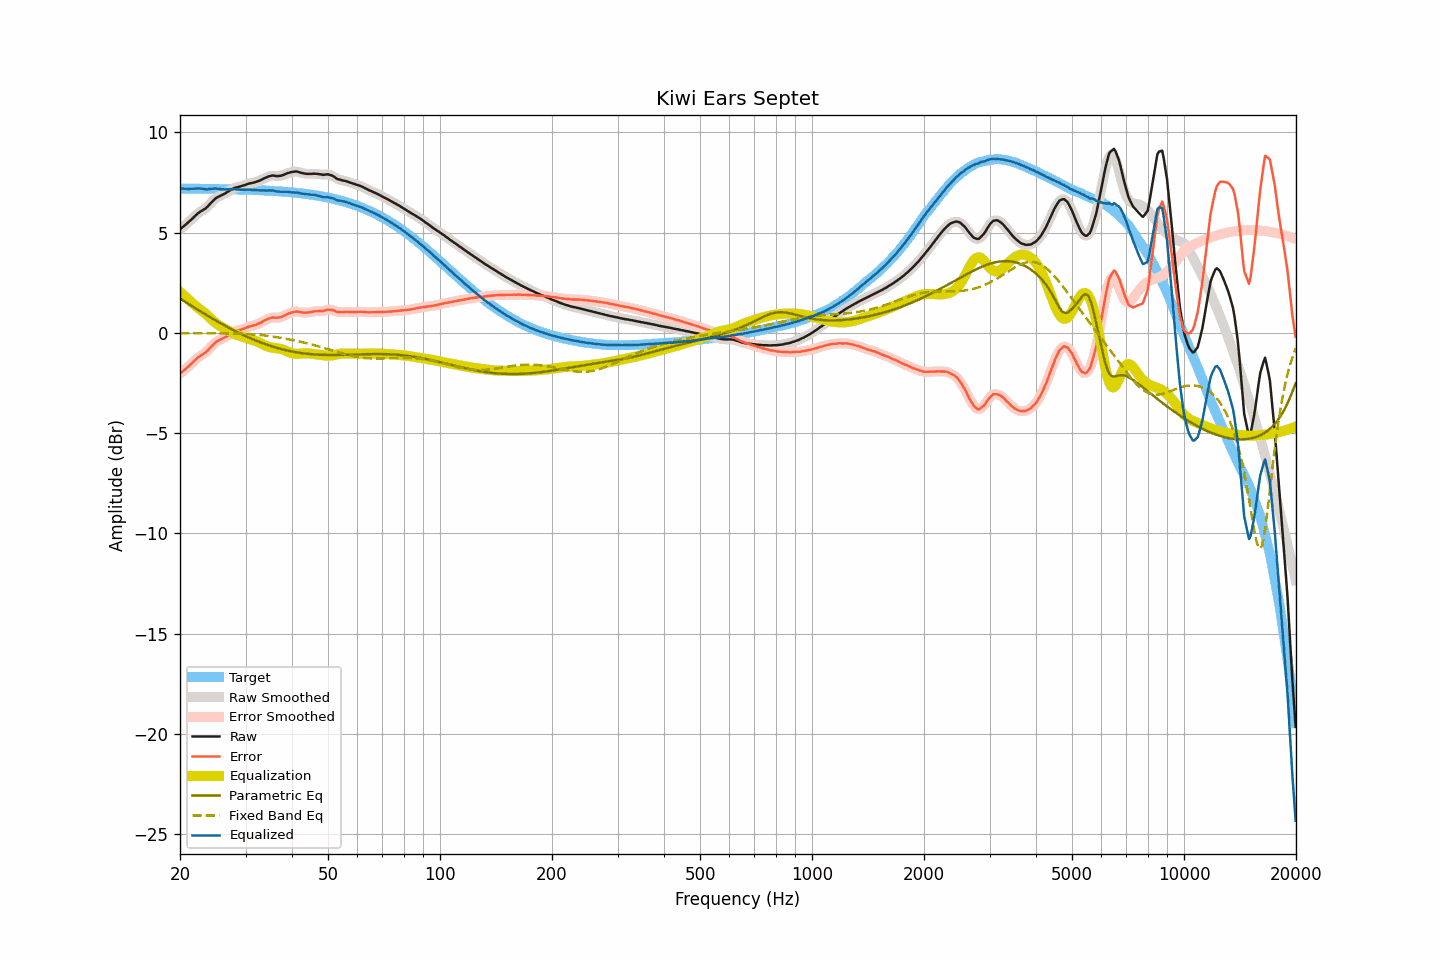 Kiwi Ears Septet
10
5
0
−5
−10
−15
−20
−25
Amplitude (dBr)
Target
Raw Smoothed
Error Smoothed
Raw
Error
Equalization
Parametric Eq
Fixed Band Eq
Equalized
20 50 100 200 500 1000 2000 5000 10000 20000
Frequency (Hz)